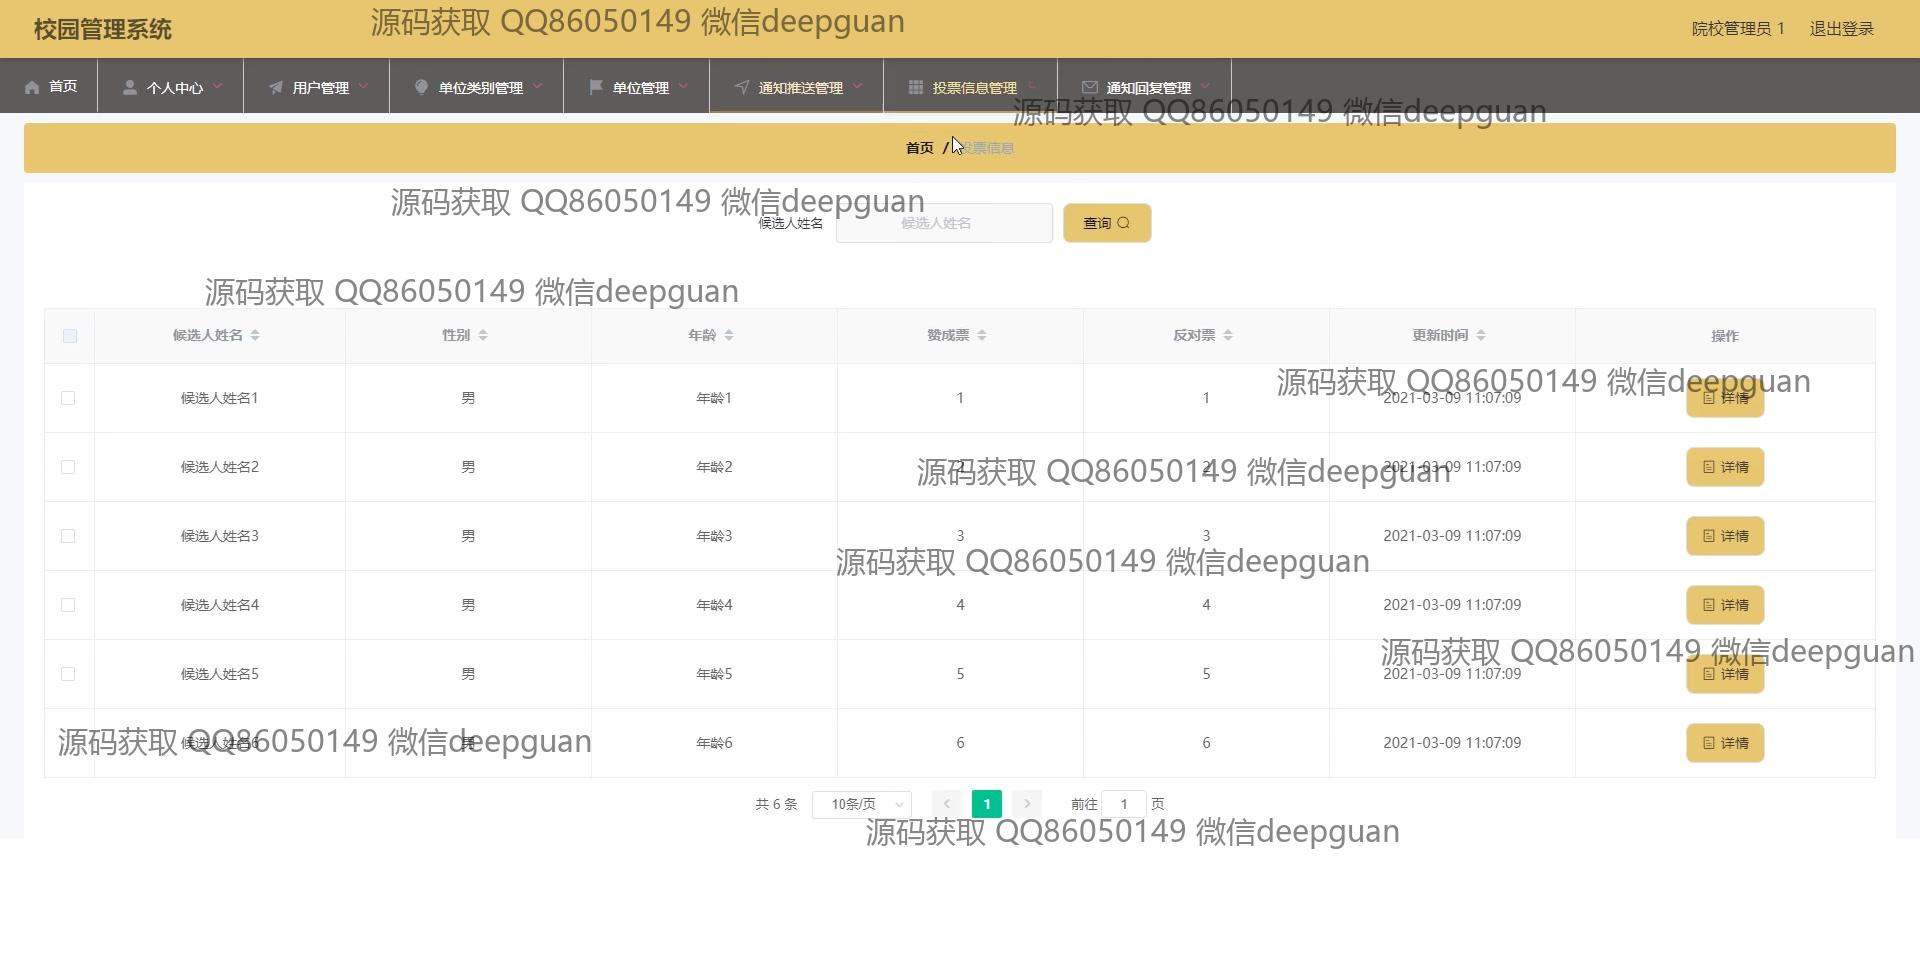 校园管理系统
源码获取 QQ86050149 微信deepguan
院校管理员 1
退出登录
首页
个人中心
用户管理
单位类别管理
单位管理
通知推送管理
投票信息管理
通知回复管理
源码获取 QQ86050149 微信deepguan
首页 / 投票信息
源码获取 QQ86050149 微信deepguan
候选人姓名 候选人姓名 查询
源码获取 QQ86050149 微信deepguan
候选人姓名 性别 年龄 赞成票 反对票 更新时间 操作
源码获取 QQ86050149 微信deepguan
候选人姓名1 男 年龄1 1 1 2021-03-09 11:07:09 详情
候选人姓名2 男 年龄2 2 2 2021-03-09 11:07:09 详情
源码获取 QQ86050149 微信deepguan
候选人姓名3 男 年龄3 3 3 2021-03-09 11:07:09 详情
源码获取 QQ86050149 微信deepguan
候选人姓名4 男 年龄4 4 4 2021-03-09 11:07:09 详情
源码获取 QQ86050149 微信deepguan
候选人姓名5 男 年龄5 5 5 2021-03-09 11:07:09 详情
源码获取 QQ86050149 微信deepguan
候选人姓名6 男 年龄6 6 6 2021-03-09 11:07:09 详情
共 6 条 10条/页 1 前往 1 页
源码获取 QQ86050149 微信deepguan